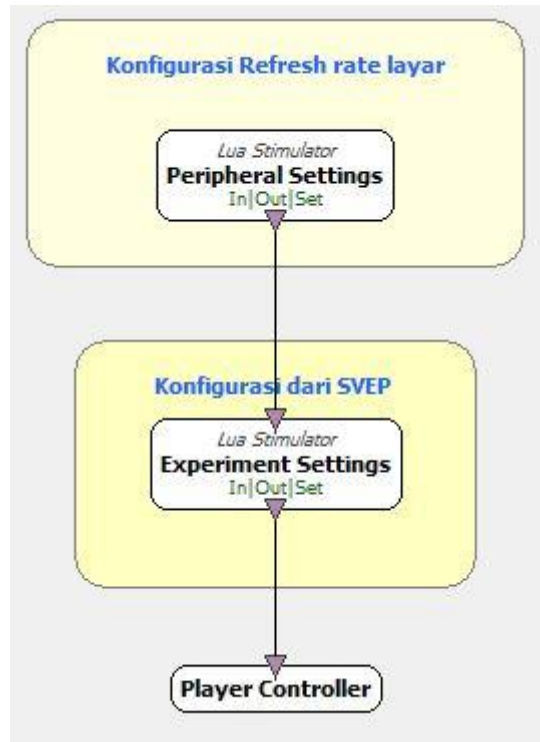 Konfigurasi Refresh rate layar
Lua Stimulator
Peripheral Settings
In|Out|Set
Konfigurasi dari SVEP
Lua Stimulator
Experiment Settings
In|Out|Set
Player Controller